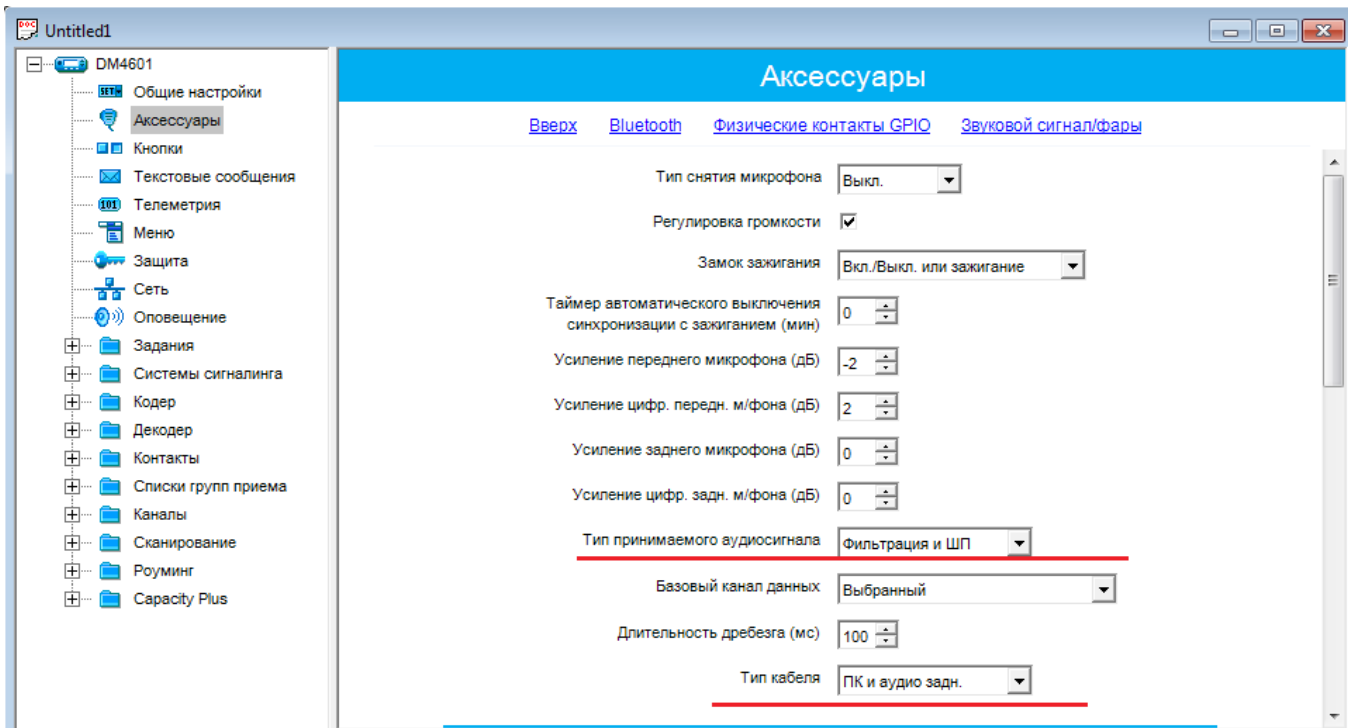 Untitled1
DM4601
Общие настройки
Аксессуары
Кнопки
Текстовые сообщения
Телеметрия
Меню
Защита
Сеть
Оповещение
Задания
Системы сигналинга
Кодер
Декодер
Контакты
Списки групп приема
Каналы
Сканирование
Роуминг
Capacity Plus
Аксессуары
Вверх Bluetooth Физические контакты GPIO Звуковой сигнал/фары
Тип снятия микрофона Выкл.
Регулировка громкости
Замок зажигания Вкл./Выкл. или зажигание
Таймер автоматического выключения
синхронизации с зажиганием (мин) 0
Усиление переднего микрофона (дБ) -2
Усиление цифр. передн. м/фона (дБ) 2
Усиление заднего микрофона (дБ) 0
Усиление цифр. задн. м/фона (дБ) 0
Тип принимаемого аудиосигнала Фильтрация и ШП
Базовый канал данных Выбранный
Длительность дребезга (мс) 100
Тип кабеля ПК и аудио задн.